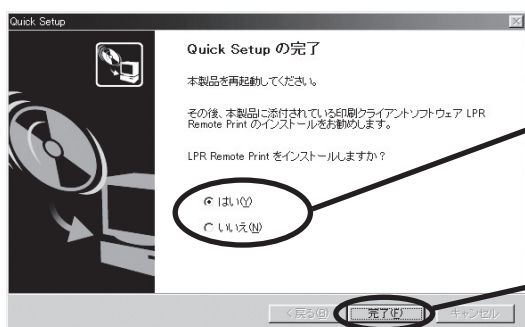 Quick Setup
Quick Setup の完了
本製品を再起動してください。
その後、本製品に添付されている印刷クライアントソフトウェア LPR
Remote Print のインストールをお勧めします。
LPR Remote Print をインストールしますか?
はい(Y)
いいえ(N)
< 戻る(B)
完了(F)
キャンセル